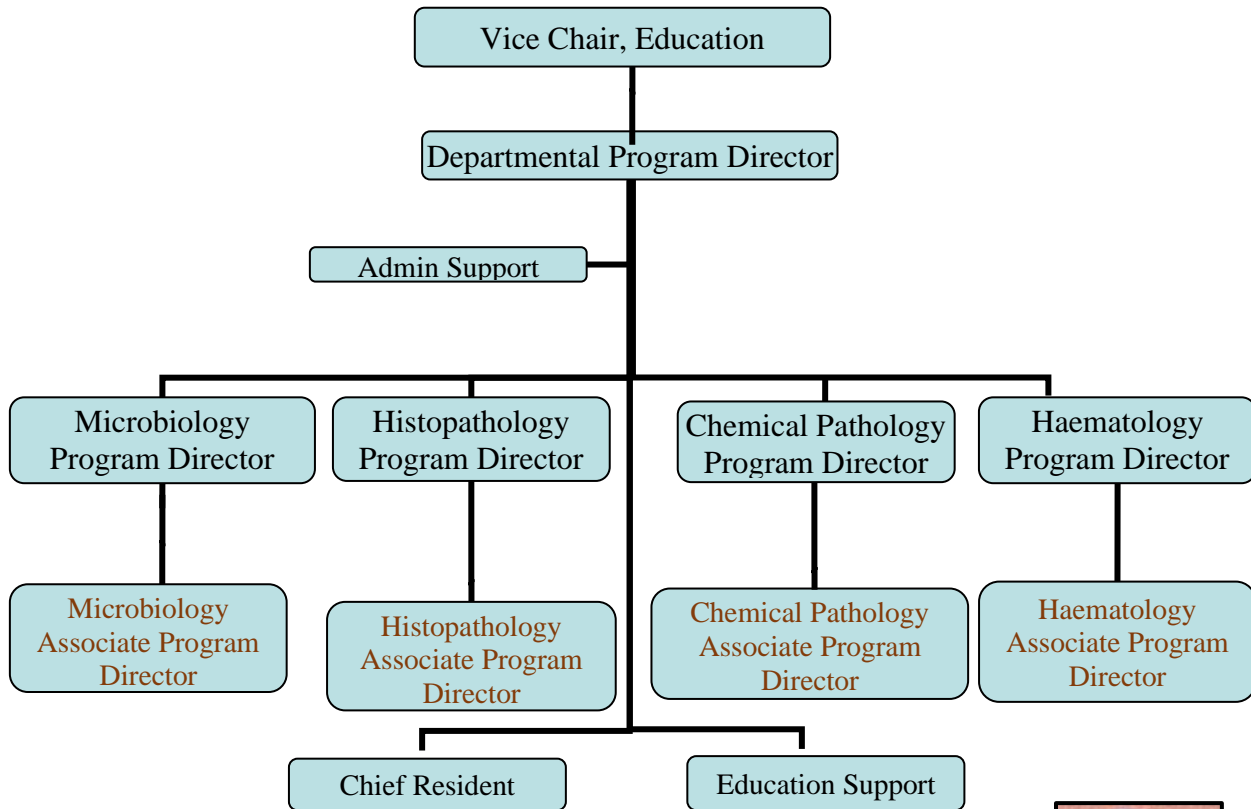 Vice Chair, Education
Departmental Program Director
Admin Support
Microbiology
Program Director
Histopathology
Program Director
Chemical Pathology
Program Director
Haematology
Program Director
Microbiology
Associate Program
Director
Histopathology
Associate Program
Director
Chemical Pathology
Associate Program
Director
Haematology
Associate Program
Director
Chief Resident
Education Support